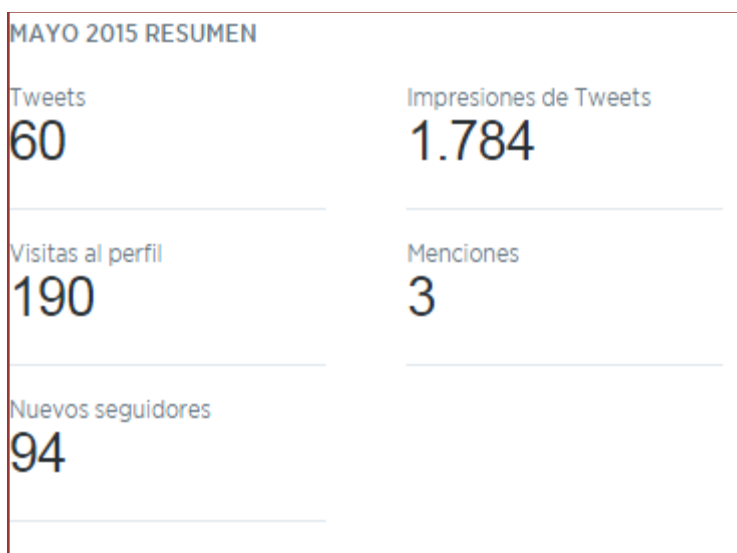 MAYO 2015 RESUMEN
Tweets
60
Impresiones de Tweets
1.784
Visitas al perfil
190
Menciones
3
Nuevos seguidores
94